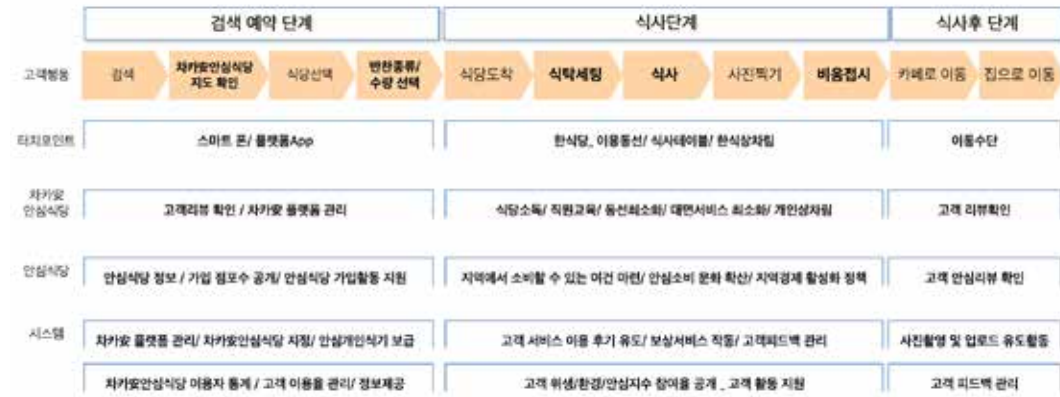 검색 예약 단계
식사단계
식사후 단계
고객행동
검색
차카安안심식당
지도 확인
식당선택
반찬종류/
수량 선택
식당도착
식탁세팅
식사
사진찍기
비움접시
카페로 이동
집으로 이동
터치포인트
스마트 폰/ 플랫폼App
한식당_ 이용동선/ 식사테이블/ 한식상차림
이동수단
차카安
안심식당
고객리뷰 확인 / 차카安 플랫폼 관리
식당소독/ 직원교육/ 동선최소화/ 대면서비스 최소화/ 개인상차림
고객 리뷰확인
안심식당
안심식당 정보 / 가입 점포수 공개/ 안심식당 가입활동 지원
지역에서 소비할 수 있는 여건 마련/ 안심소비 문화 확산/ 지역경제 활성화 정책
고객 안심리뷰 확인
시스템
차카安 플랫폼 관리/ 차카安안심식당 지정/ 안심개인식기 보급
고객 서비스 이용 후기 유도/ 보상서비스 작동/ 고객피드백 관리
사진촬영 및 업로드 유도활동
차카安안심식당 이용자 통계 / 고객 이용율 관리/ 정보제공
고객 위생/환경/안심지수 참여율 공개 _ 고객 활동 지원
고객 피드백 관리